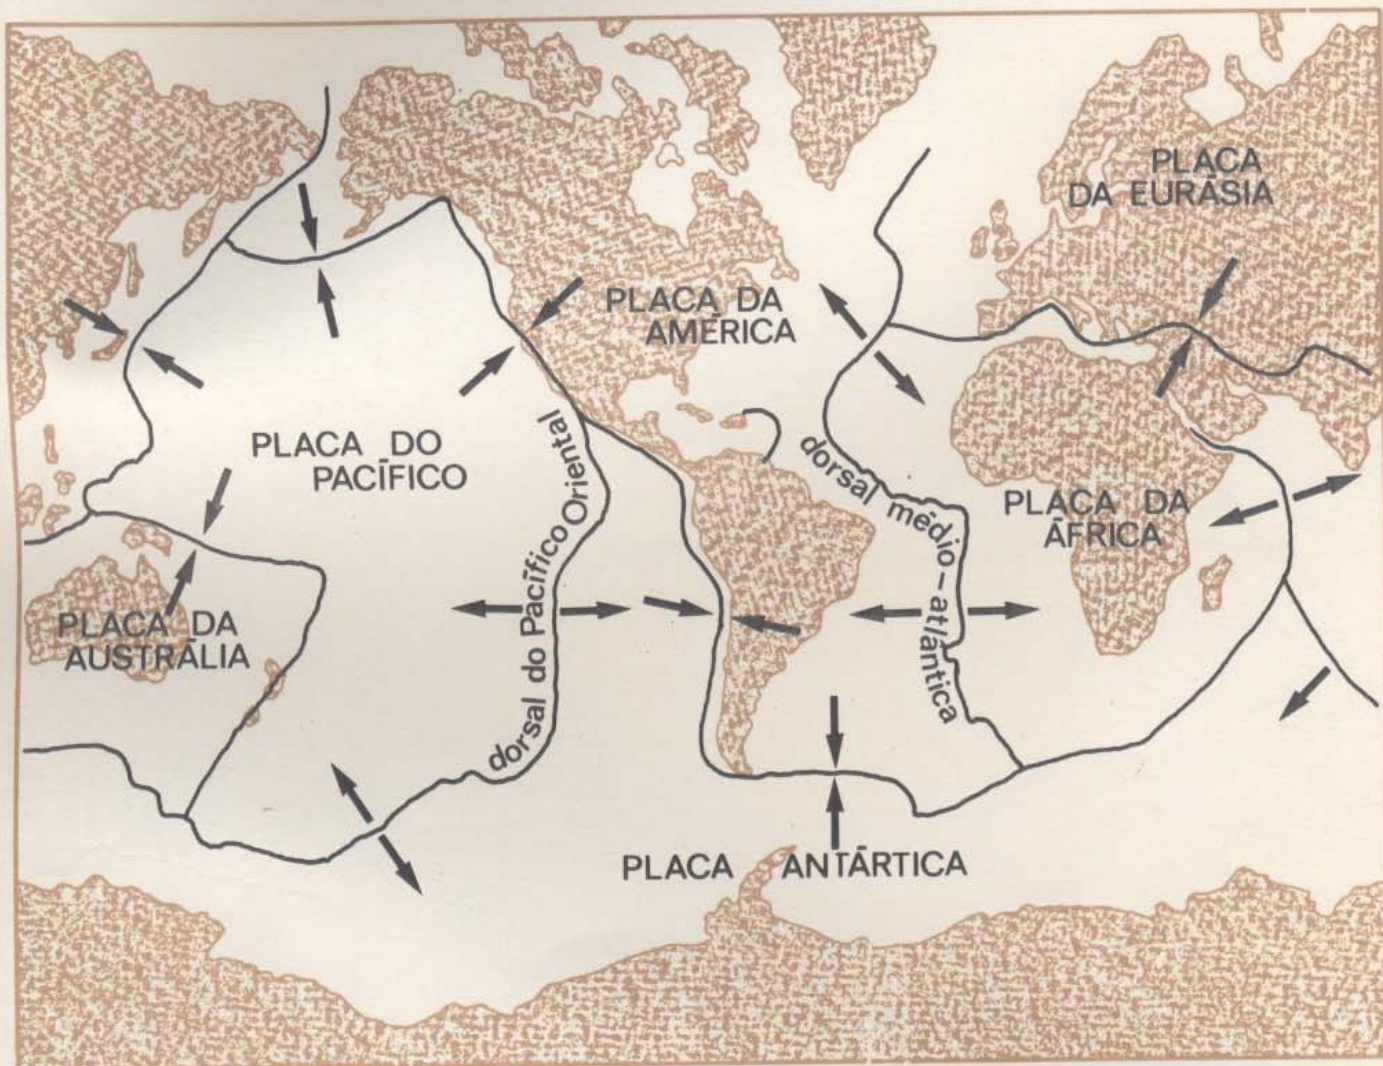 PLACA
DA EURÁSIA
PLACA DA
AMÉRICA
PLACA DO
PACÍFICO
dorsal do Pacífico Oriental
dorsal médio-atlântica
PLACA DA
ÁFRICA
PLACA DA
AUSTRÁLIA
PLACA ANTÁRTICA